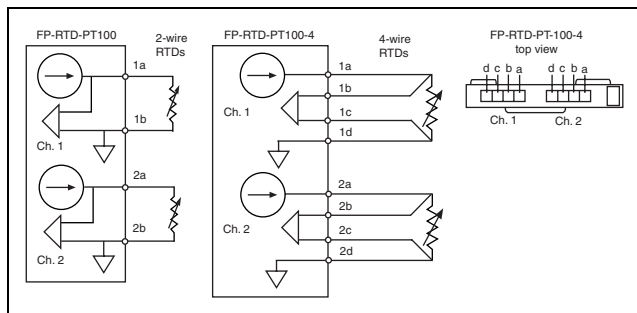 FP-RTD-PT100
2-wire
RTDs
1a
1b
Ch. 1
2a
2b
Ch. 2
FP-RTD-PT100-4
4-wire
RTDs
1a
1b
1c
1d
Ch. 1
2a
2b
2c
2d
Ch. 2
FP-RTD-PT-100-4
top view
d c b a d c b a
Ch. 1 Ch. 2